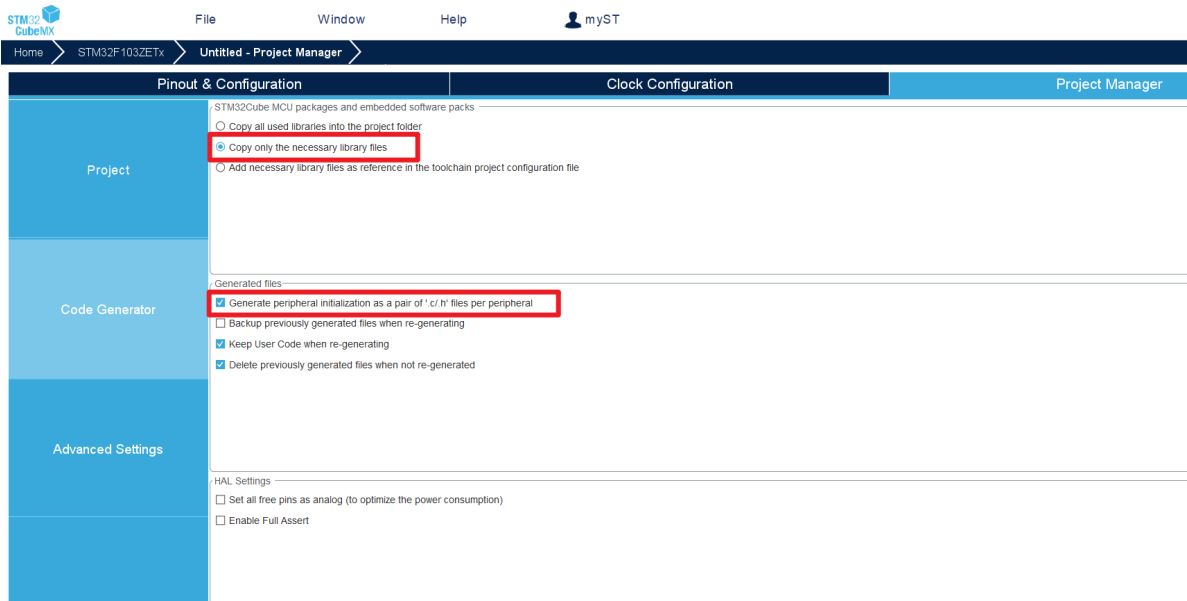 STM32
CubeMX
File
Window
Help
myST
Home
STM32F103ZETx
Untitled - Project Manager
Pinout & Configuration
Clock Configuration
Project Manager
STM32Cube MCU packages and embedded software packs
Copy all used libraries into the project folder
Copy only the necessary library files
Project
Add necessary library files as reference in the toolchain project configuration file
Generated files
Generate peripheral initialization as a pair of '.c/.h' files per peripheral
Code Generator
Backup previously generated files when re-generating
Keep User Code when re-generating
Delete previously generated files when not re-generated
Advanced Settings
HAL Settings
Set all free pins as analog (to optimize the power consumption)
Enable Full Assert